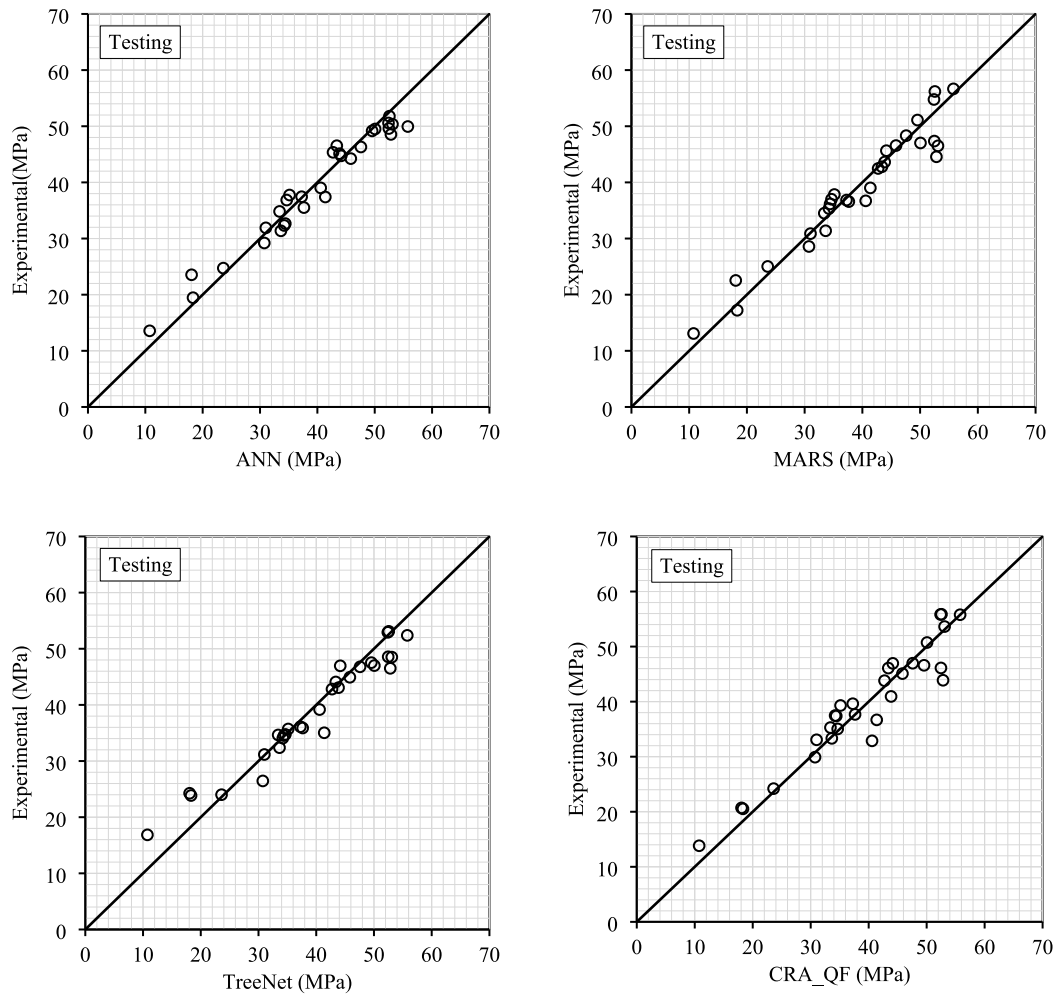 Testing
70
60
50
40
30
20
10
0
Experimental(MPa)
0 10 20 30 40 50 60 70
ANN (MPa)
Testing
70
60
50
40
30
20
10
0
Experimental (MPa)
0 10 20 30 40 50 60 70
MARS (MPa)
Testing
70
60
50
40
30
20
10
0
Experimental (MPa)
0 10 20 30 40 50 60 70
TreeNet (MPa)
Testing
70
60
50
40
30
20
10
0
Experimental (MPa)
0 10 20 30 40 50 60 70
CRA_QF (MPa)